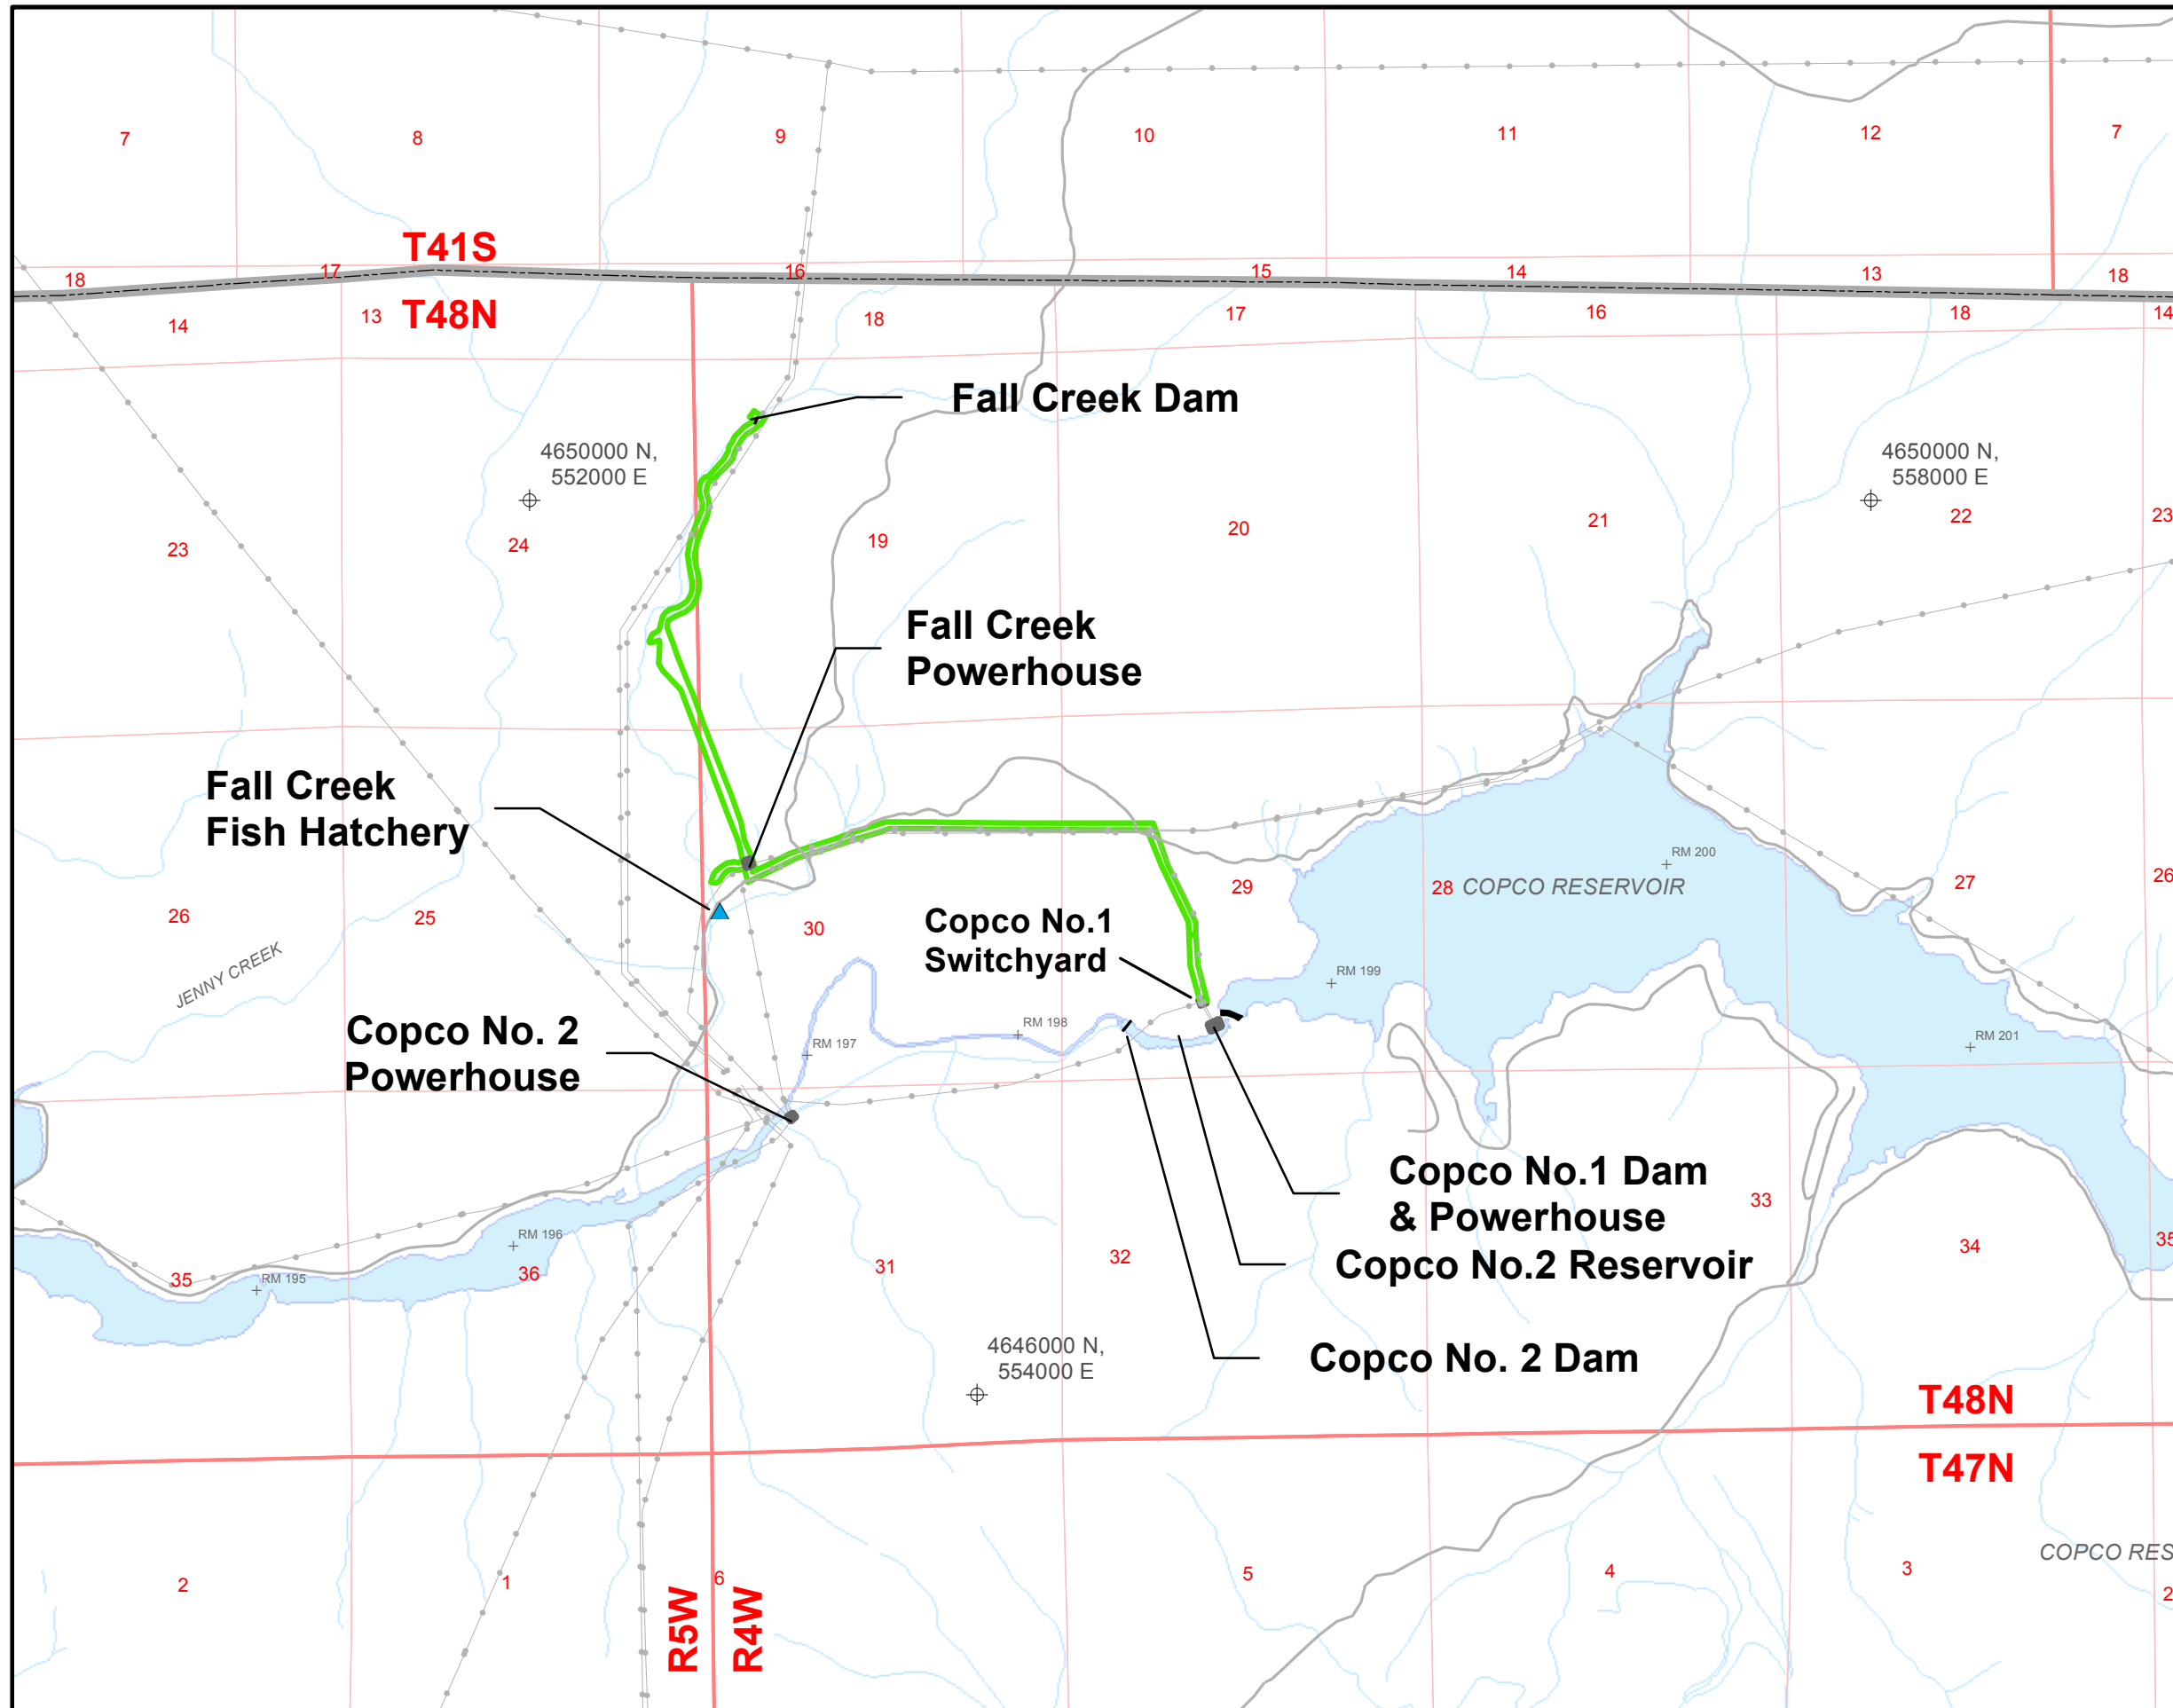 7
8
9
10
11
12
7
T41S
18
17
16
15
14
13
18
T48N
14
13
18
17
16
18
14
Fall Creek Dam
4650000 N,
552000 E
4650000 N,
558000 E
23
24
19
20
21
22
23
Fall Creek
Powerhouse
Fall Creek
Fish Hatchery
RM 200
COPCO RESERVOIR
26
25
30
29
28
27
26
Copco No.1
Switchyard
JENNY CREEK
RM 199
Copco No. 2
Powerhouse
RM 197
RM 198
RM 201
Copco No.1 Dam
& Powerhouse
33
Copco No.2 Reservoir
RM 196
RM 195
35
36
31
32
34
35
4646000 N,
554000 E
Copco No. 2 Dam
T48N
T47N
COPCO RES
2
1
6
5
4
3
2
R5W
R4W